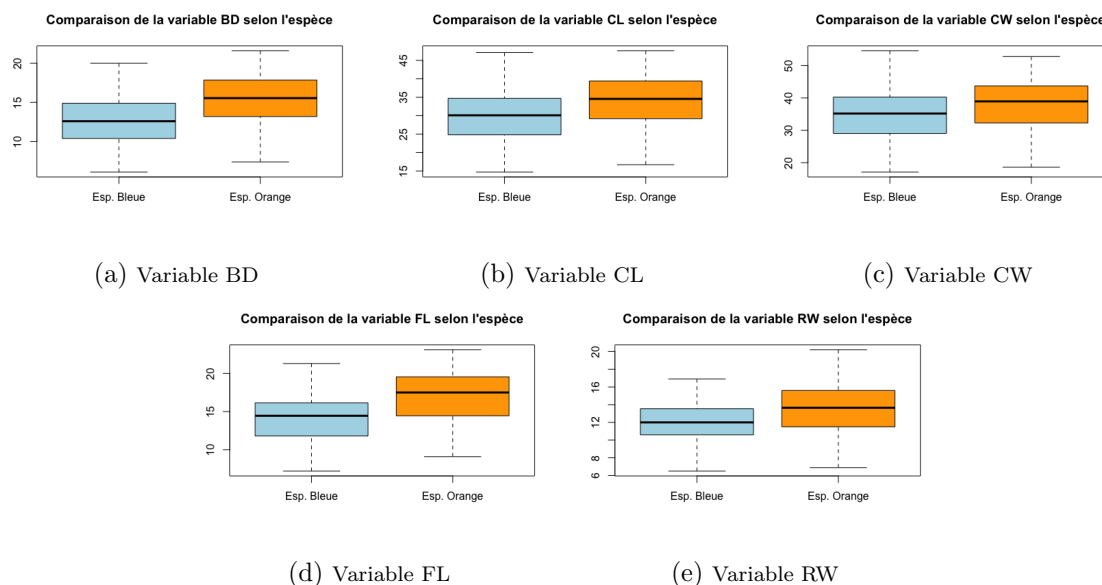 Comparaison de la variable BD selon l'espèce
20
15
10
Esp. Bleue Esp. Orange
(a) Variable BD
Comparaison de la variable CL selon l'espèce
45
35
25
15
Esp. Bleue Esp. Orange
(b) Variable CL
Comparaison de la variable CW selon l'espèce
50
40
30
20
Esp. Bleue Esp. Orange
(c) Variable CW
Comparaison de la variable FL selon l'espèce
20
15
10
Esp. Bleue Esp. Orange
(d) Variable FL
Comparaison de la variable RW selon l'espèce
20
16
12
8
6
Esp. Bleue Esp. Orange
(e) Variable RW